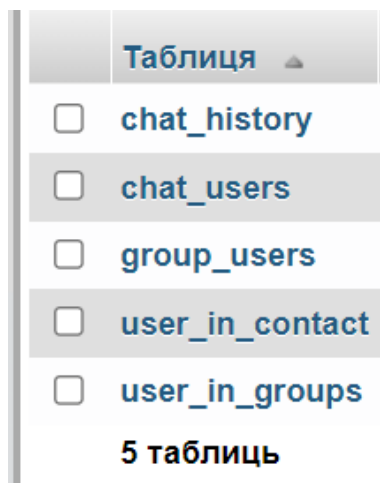 Таблиця
chat_history
chat_users
group_users
user_in_contact
user_in_groups
5 таблиць